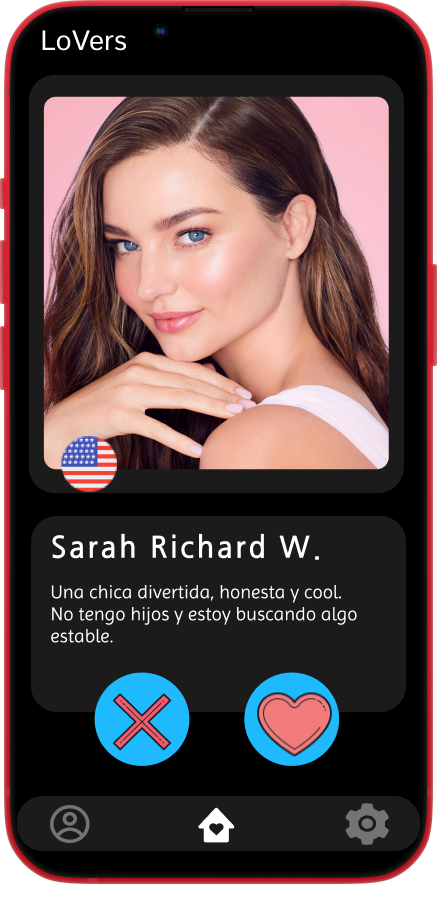 LoVers
Sarah Richard W.
Una chica divertida, honesta y cool.
No tengo hijos y estoy buscando algo
estable.